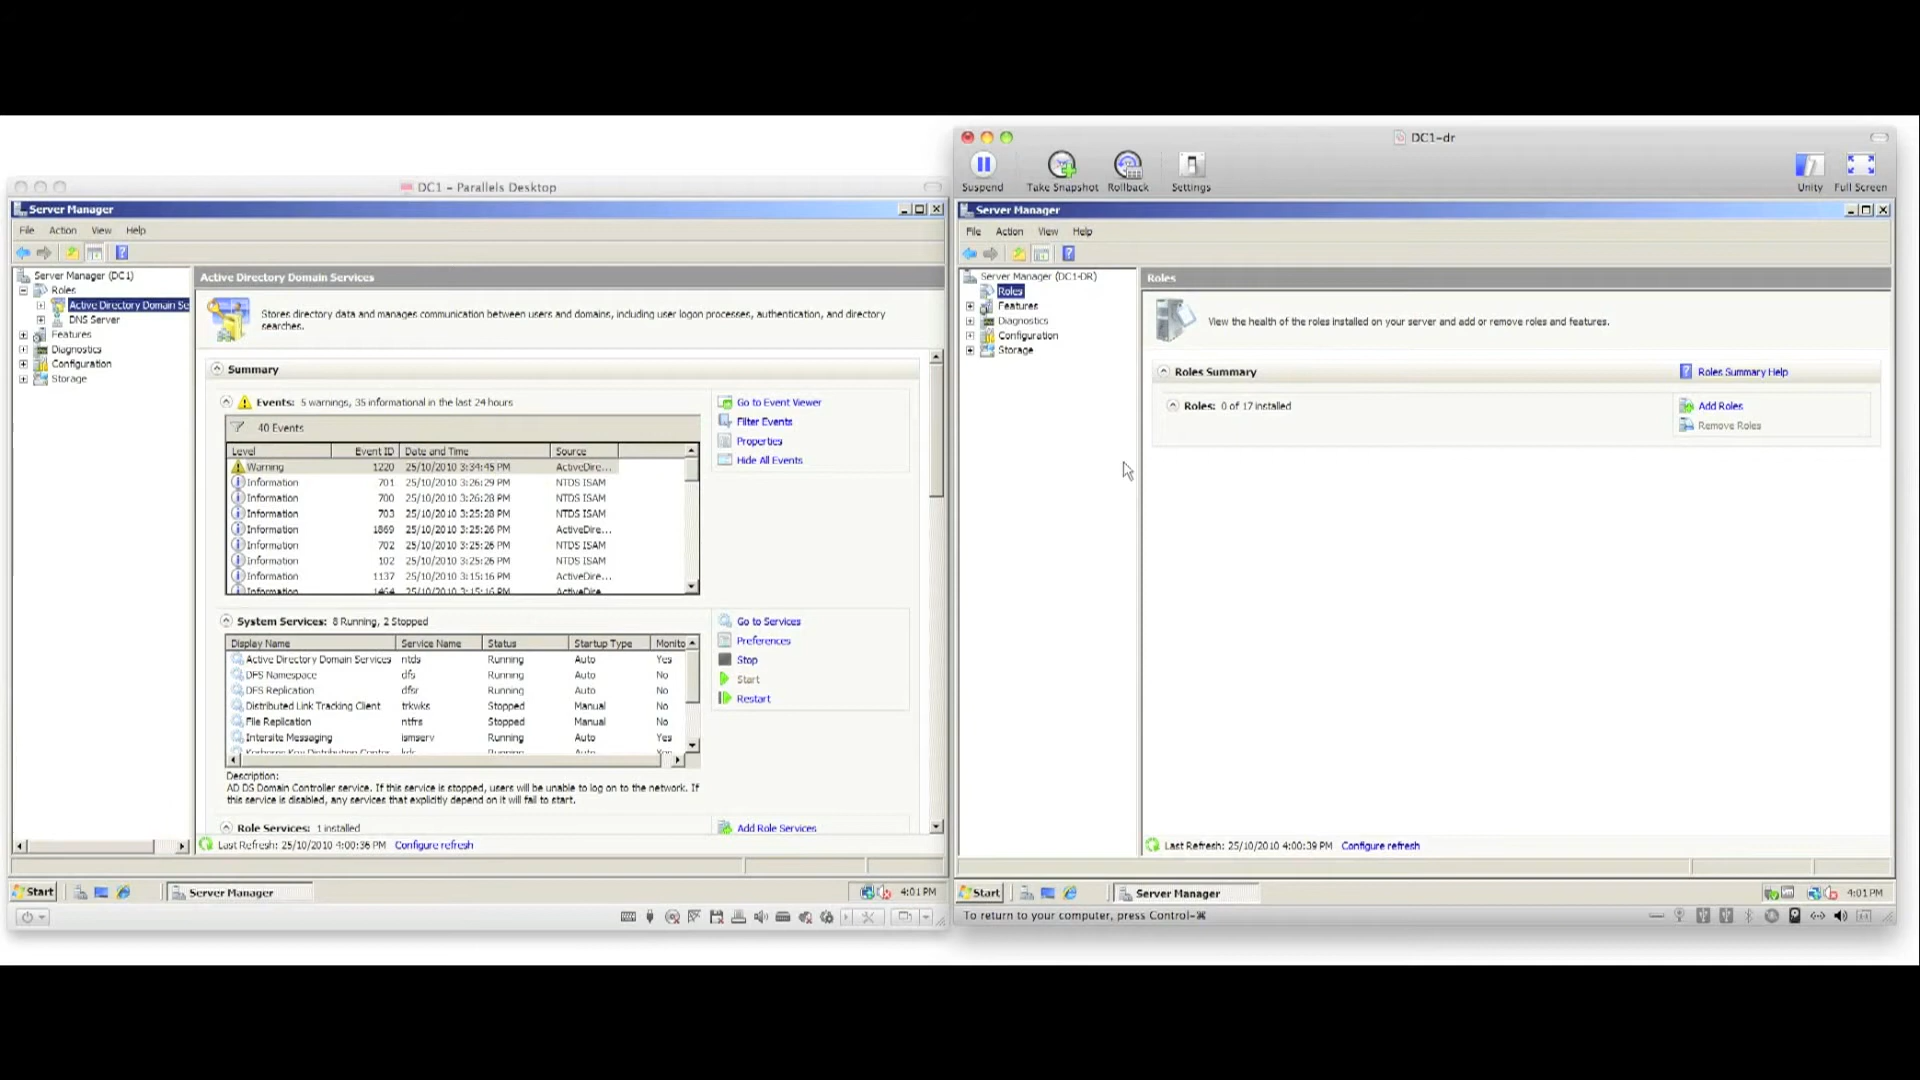 DC1 - Parallels Desktop
Server Manager
File Action View Help
Server Manager (DC1)
Roles
Active Directory Domain Se
DNS Server
Features
Diagnostics
Configuration
Storage
Active Directory Domain Services
Stores directory data and manages communication between users and domains, including user logon processes, authentication, and directory
searches.
Summary
Events: 5 warnings, 35 informational in the last 24 hours
40 Events
Level Event ID Date and Time Source
Warning 1220 25/10/2010 3:34:45 PM ActiveDire...
Information 701 25/10/2010 3:26:29 PM NTDS ISAM
Information 700 25/10/2010 3:26:28 PM NTDS ISAM
Information 703 25/10/2010 3:25:28 PM NTDS ISAM
Information 1869 25/10/2010 3:25:26 PM ActiveDire...
Information 702 25/10/2010 3:25:26 PM NTDS ISAM
Information 102 25/10/2010 3:25:26 PM NTDS ISAM
Information 1137 25/10/2010 3:15:16 PM ActiveDire...
Information 25/10/2010 3:15:16 PM ActiveDire
Go to Event Viewer
Filter Events
Properties
Hide All Events
System Services: 8 Running, 2 Stopped
Display Name Service Name Status Startup Type Monito
Active Directory Domain Services ntds Running Auto Yes
DFS Namespace dfs Running Auto No
DFS Replication dfsr Running Auto No
Distributed Link Tracking Client trkwks Stopped Manual No
File Replication ntfrs Stopped Manual No
Intersite Messaging ismserv Running Auto Yes
Kerberos Key Distribution Center kdc Running Auto Yes
Description:
AD DS Domain Controller service. If this service is stopped, users will be unable to log on to the network. If
this service is disabled, any services that explicitly depend on it will fail to start.
Go to Services
Preferences
Stop
Start
Restart
Role Services: 1 installed
Add Role Services
Last Refresh: 25/10/2010 4:00:36 PM Configure refresh
Start Server Manager 4:01 PM
DC1-dr
Suspend Take Snapshot Rollback Settings Unity Full Screen
Server Manager
File Action View Help
Server Manager (DC1-DR)
Roles
Features
Diagnostics
Configuration
Storage
Roles
View the health of the roles installed on your server and add or remove roles and features.
Roles Summary
Roles Summary Help
Roles: 0 of 17 installed
Add Roles
Remove Roles
Last Refresh: 25/10/2010 4:00:39 PM Configure refresh
Start Server Manager 4:01 PM
To return to your computer, press Control-⌘